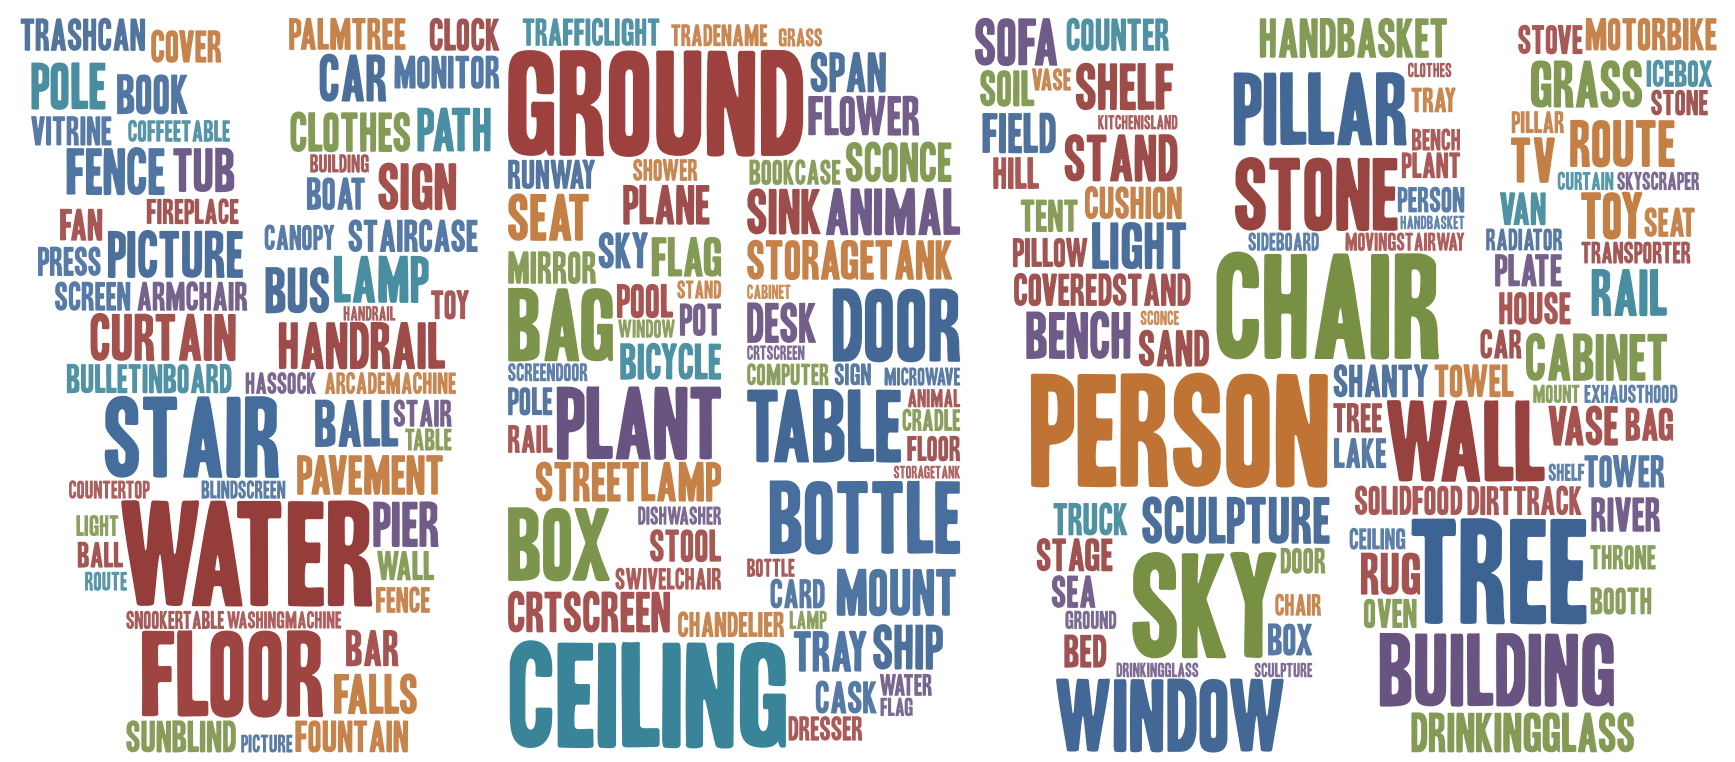 TRASHCAN COVER
POLE BOOK
VITRINE COFFEETABLE
FENCE TUB
FAN FIREPLACE
PRESS PICTURE
SCREEN ARMCHAIR
CURTAIN
BULLETINBOARD HASSOCK ARCADEMACHINE
STAIR
COUNTERTOP BLINDSCREEN
PALMTREE CLOCK
CAR MONITOR
CLOTHES PATH
BUILDING
BOAT SIGN
CANOPY STAIRCASE
BUS LAMP TOY
HANDRAIL
HANDRAIL
BALL STAIR
TABLE
PAVEMENT
LIGHT WATER PIER
BALL WALL
ROUTE FENCE
SNOOKERTABLE WASHINGMACHINE
FLOOR BAR
FALLS
SUNBLIND PICTURE FOUNTAIN
TRAFFICLIGHT TRADENAME GRASS
GROUND SPAN
FLOWER
RUNWAY SHOWER BOOKCASE SCONCE
SEAT PLANE SINK ANIMAL
MIRROR SKY FLAG STORAGETANK
BAG POOL STAND CABINET
WINDOW POT DESK DOOR
BICYCLE CRTSCREEN
SCREENDOOR COMPUTER SIGN MICROWAVE
POLE PLANT TABLE ANIMAL
CRADLE
RAIL FLOOR
STREETLAMP STORAGETANK
BOX DISHWASHER BOTTLE
STOOL
SWIVELCHAIR BOTTLE
CRTSCREEN CARD MOUNT
CHANDELIER LAMP
CEILING TRAY SHIP
CASK WATER
FLAG
DRESSER
SOFA COUNTER
SOIL VASE SHELF
KITCHENISLAND
FIELD STAND
HILL
TENT CUSHION
PILLOW LIGHT
COVEREDSTAND
BENCH SCONCE
SAND
HANDBASKET
PILLAR CLOTHES
TRAY
BENCH
STONE PLANT
PERSON
HANDBASKET
SIDEBOARD MOVINGSTAIRWAY
CHAIR
STOVE MOTORBIKE
GRASS ICEBOX
STONE
PILLAR ROUTE
TV
CURTAIN SKYSCRAPER
VAN TOY SEAT
RADIATOR TRANSPORTER
PLATE RAIL
HOUSE
CAR CABINET
PERSON SHANTY TOWEL MOUNT EXHAUSTHOOD
TREE WALL VASE BAG
LAKE SHELF TOWER
SOLIDFOOD DIRTTRACK
TRUCK SCULPTURE RIVER
STAGE SKY DOOR CEILING TREE THRONE
SEA RUG
GROUND CHAIR OVEN BOOTH
BED BOX
DRINKINGGLASS SCULPTURE BUILDING
WINDOW DRINKINGGLASS